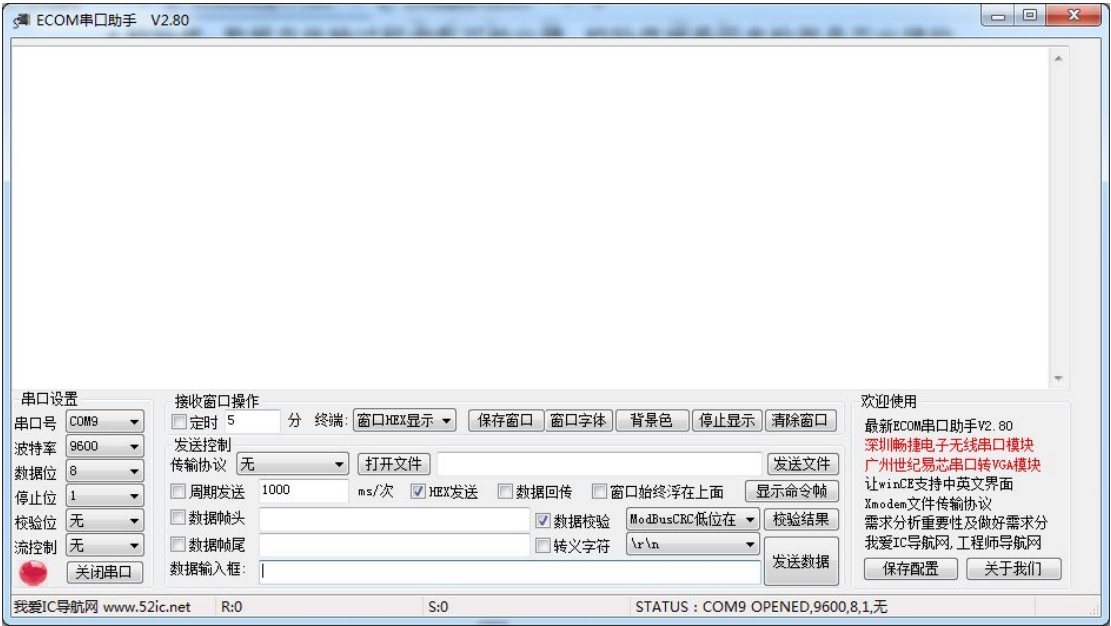 ECOM串口助手 V2.80
串口设置
串口号 COM9
波特率 9600
数据位 8
停止位 1
校验位 无
流控制 无
关闭串口
接收窗口操作
定时 5 分 终端: 窗口HEX显示 保存窗口 窗口字体 背景色 停止显示 清除窗口
发送控制
传输协议 无 打开文件 发送文件
周期发送 1000 ms/次 HEX发送 数据回传 窗口始终浮在上面 显示命令帧
数据帧头 数据校验 ModBusCRC低位在 校验结果
数据帧尾 转义字符 \r\n
数据输入框: 发送数据
欢迎使用
最新ECOM串口助手V2.80
深圳畅捷电子无线串口模块
广州世纪易芯串口转VGA模块
让winCE支持中英文界面
Xmodem文件传输协议
需求分析重要性及做好需求分
我爱IC导航网,工程师导航网
保存配置 关于我们
我爱IC导航网 www.52ic.net R:0 S:0 STATUS : COM9 OPENED,9600,8,1,无